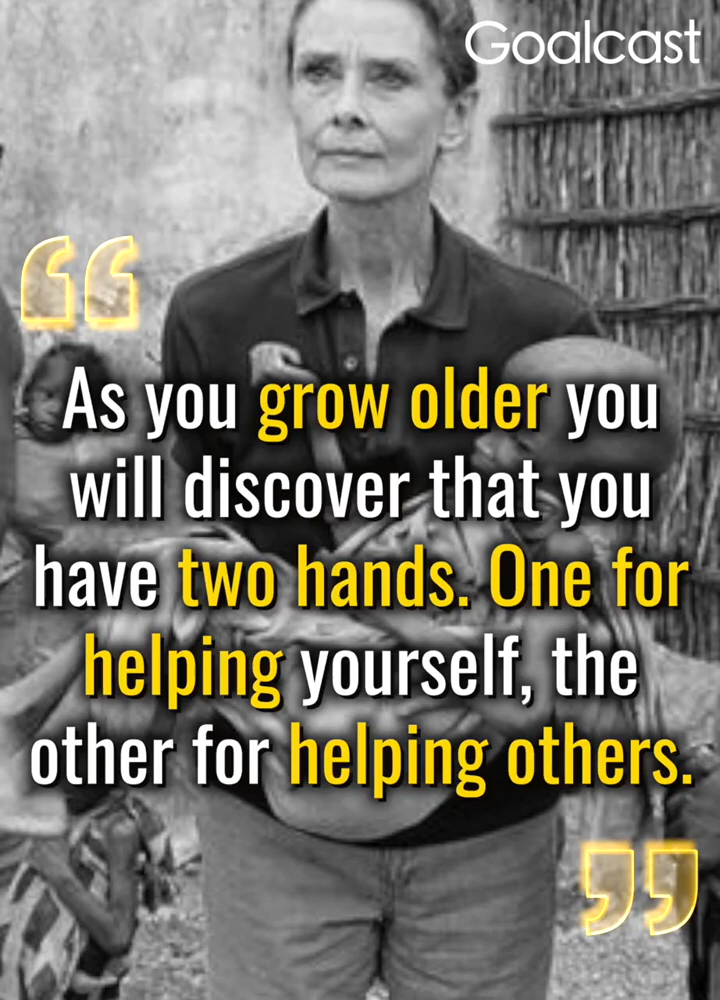 Goalcast
“
As you grow older you
will discover that you
have two hands. One for
helping yourself, the
other for helping others.
”